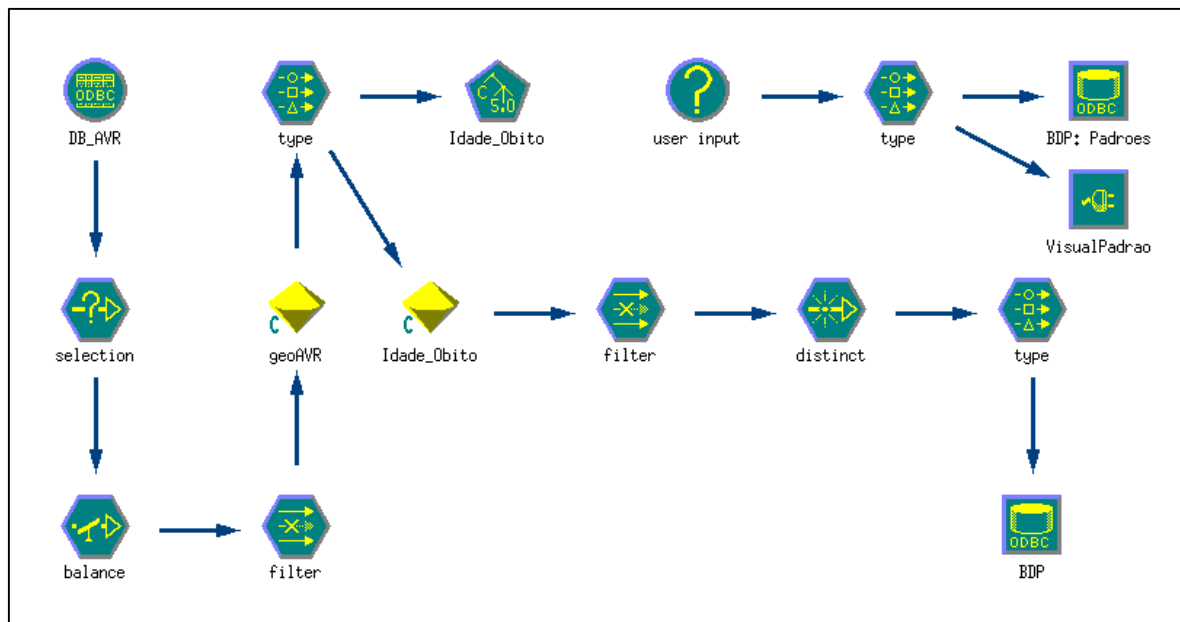 ODBC
C
5.0
ODBC
DB_AVR
type
Idade_Obito
user input
type
BDP: Padroes
VisualPadrao
C
C
selection
geoAVR
Idade_Obito
filter
distinct
type
ODBC
balance
filter
BDP